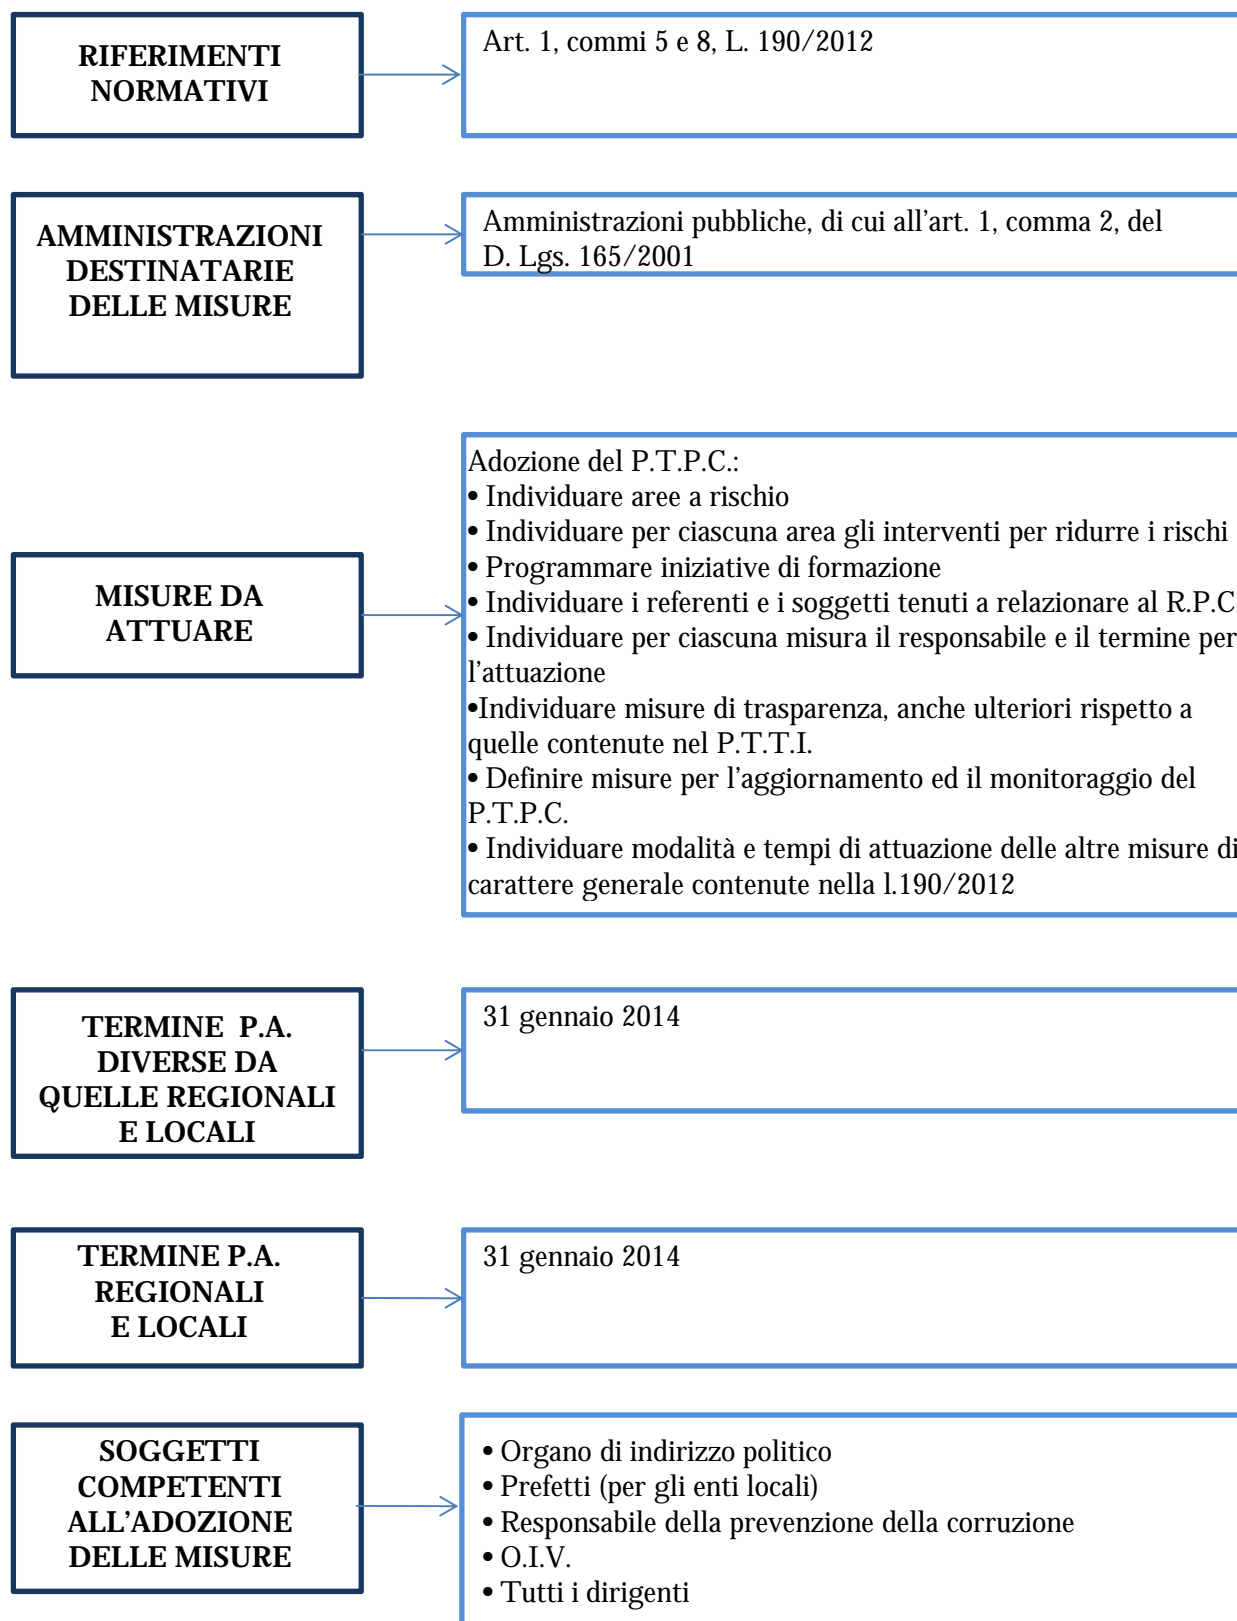 RIFERIMENTI
NORMATIVI
Art. 1, commi 5 e 8, L. 190/2012
AMMINISTRAZIONI
DESTINATARIE
DELLE MISURE
Amministrazioni pubbliche, di cui all’art. 1, comma 2, del
D. Lgs. 165/2001
MISURE DA
ATTUARE
Adozione del P.T.P.C.:
• Individuare aree a rischio
• Individuare per ciascuna area gli interventi per ridurre i rischi
• Programmare iniziative di formazione
• Individuare i referenti e i soggetti tenuti a relazionare al R.P.C.
• Individuare per ciascuna misura il responsabile e il termine per
l’attuazione
•Individuare misure di trasparenza, anche ulteriori rispetto a
quelle contenute nel P.T.T.I.
• Definire misure per l’aggiornamento ed il monitoraggio del
P.T.P.C.
• Individuare modalità e tempi di attuazione delle altre misure di
carattere generale contenute nella l.190/2012
TERMINE P.A.
DIVERSE DA
QUELLE REGIONALI
E LOCALI
31 gennaio 2014
TERMINE P.A.
REGIONALI
E LOCALI
31 gennaio 2014
SOGGETTI
COMPETENTI
ALL’ADOZIONE
DELLE MISURE
• Organo di indirizzo politico
• Prefetti (per gli enti locali)
• Responsabile della prevenzione della corruzione
• O.I.V.
• Tutti i dirigenti